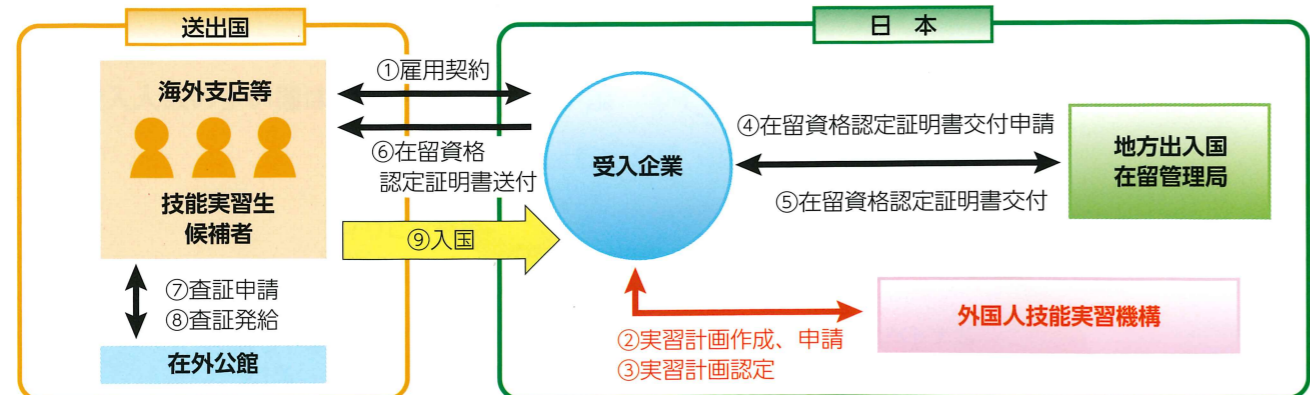 送出国
海外支店等
技能実習生
候補者
⑦査証申請
⑧査証発給
在外公館
①雇用契約
⑥在留資格
認定証明書送付
⑨入国
日 本
受入企業
④在留資格認定証明書交付申請
⑤在留資格認定証明書交付
地方出入国
在留管理局
②実習計画作成、申請
③実習計画認定
外国人技能実習機構